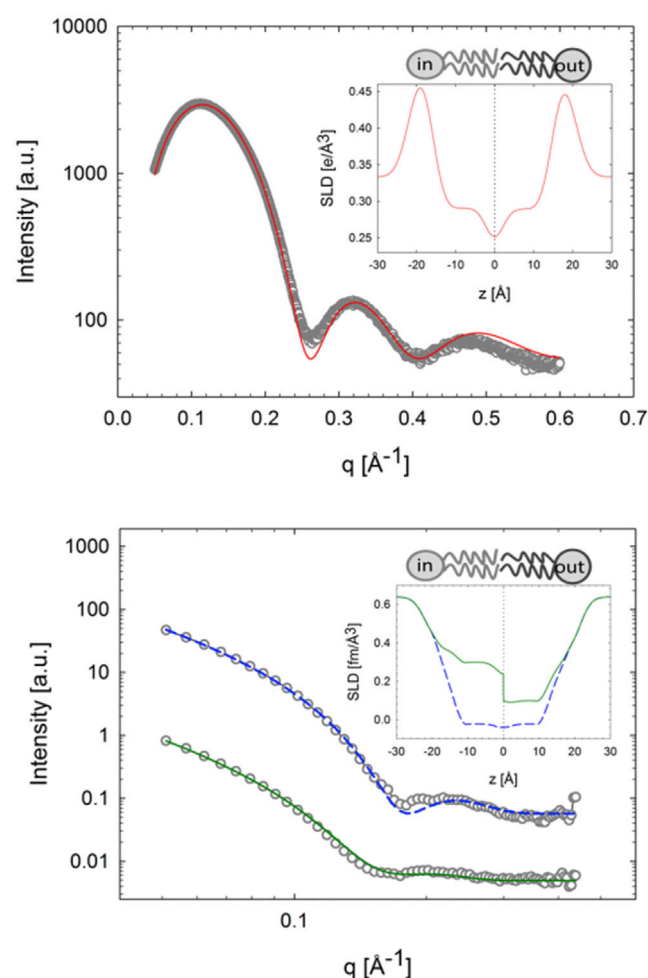 10000
1000
100
Intensity [a.u.]
in
out
0.45
0.40
0.35
0.30
0.25
SLD [e/Å³]
-30 -20 -10 0 10 20 30
z [Å]
0.0 0.1 0.2 0.3 0.4 0.5 0.6 0.7
q [Å⁻¹]
1000
100
10
1
0.1
0.01
Intensity [a.u.]
in
out
0.6
0.4
0.2
0.0
SLD [fm/Å³]
-30 -20 -10 0 10 20 30
z [Å]
0.1
q [Å⁻¹]